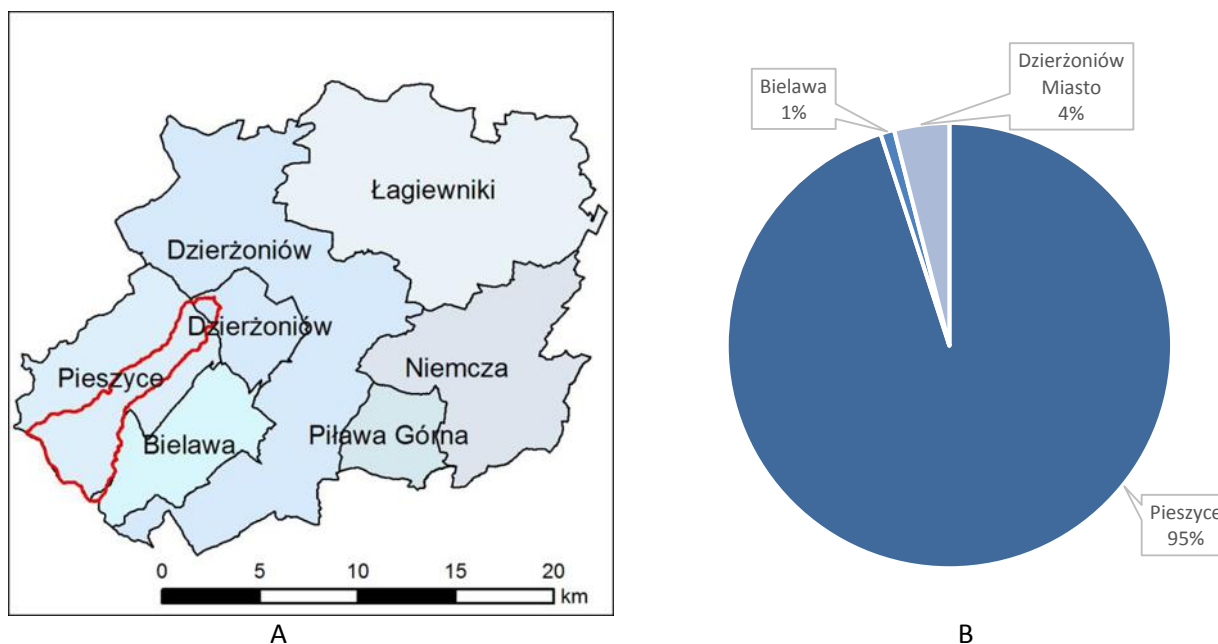 Łagiewniki
Dzierżoniów
Dzierżoniów
Pieszyce
Niemcza
Bielawa
Piława Górna
0 5 10 15 20
km
A
Bielawa
1%
Dzierżoniów
Miasto
4%
Pieszyce
95%
B